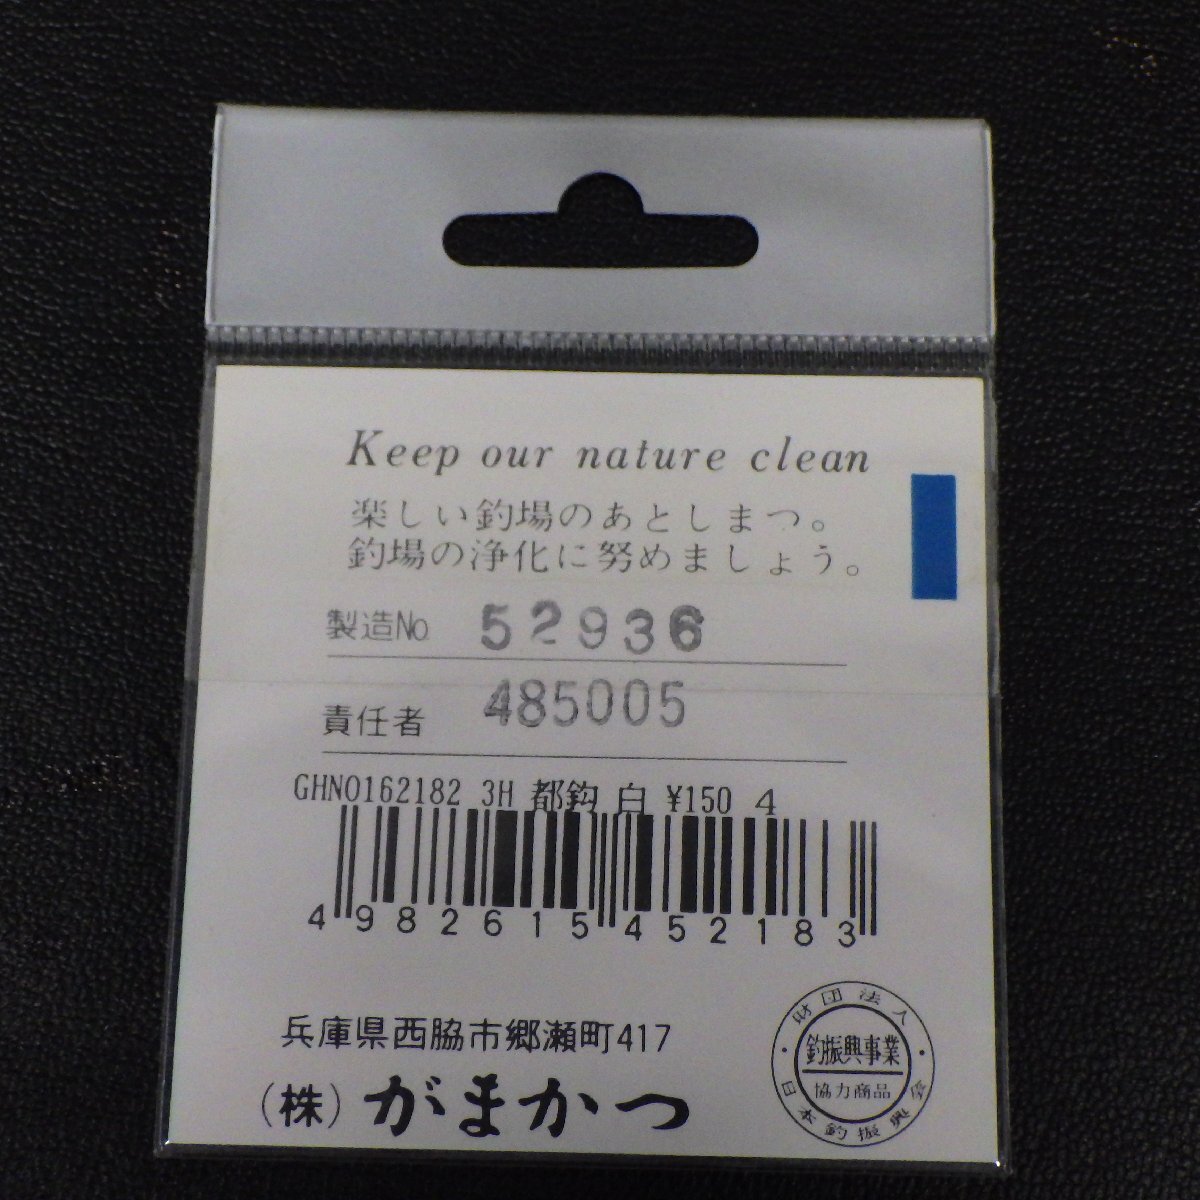 Keep our nature clean
楽しい釣場のあとしまつ。
釣場の浄化に努めましょう。
製造No. 52936
責任者 485005
GHNO162182 3H 都鈎 白 ¥150 4
4982615452183
兵庫県西脇市郷瀬町417
(株)がまかつ
財団法人
釣振興事業
協力商品
日本釣振興会